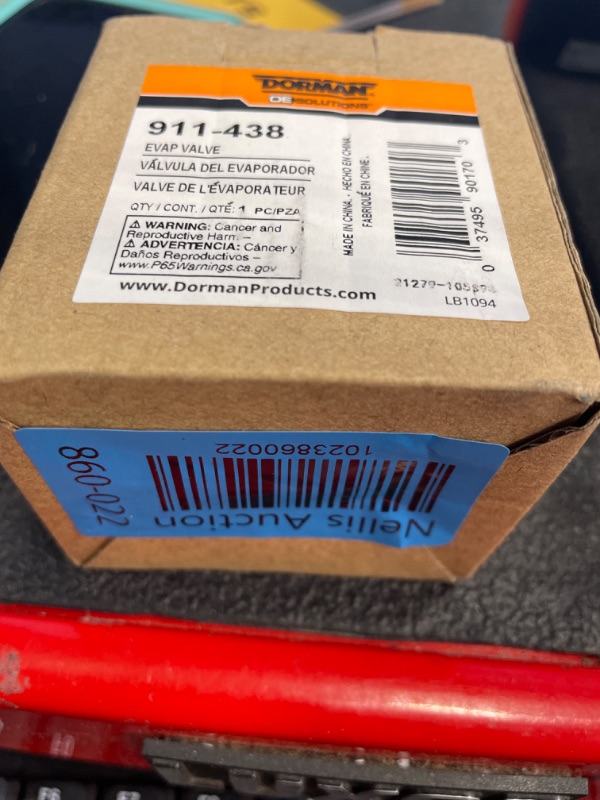 DORMAN
OE SOLUTIONS
911-438
EVAP VALVE
VÁLVULA DEL EVAPORADOR
VALVE DE L'ÉVAPORATEUR
QTY / CONT. / QTÉ: 1 PC/PZA
⚠ WARNING: Cancer and
Reproductive Harm. –
⚠ ADVERTENCIA: Cáncer y
Daños Reproductivos –
www.P65Warnings.ca.gov
www.DormanProducts.com
MADE IN CHINA. - HECHO EN CHINA.
FABRIQUÉ EN CHINE.
0 37495 90170 3
LB1094
Nellis Auction
1023860022
860-022